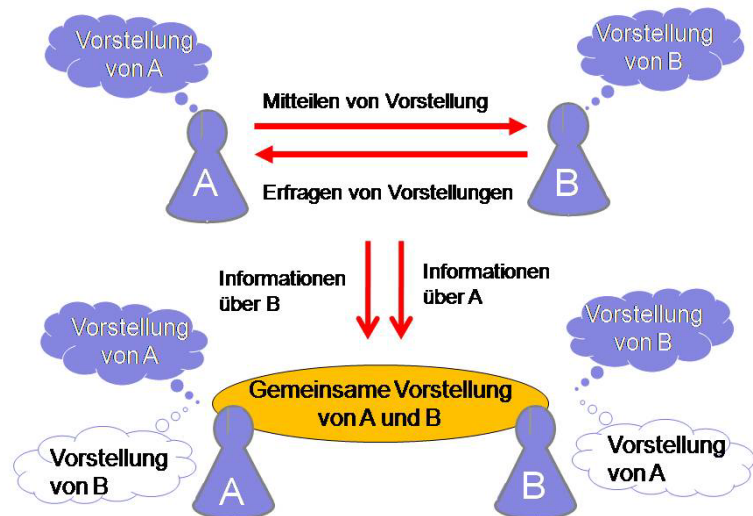 Vorstellung
von A
Vorstellung
von B
Mitteilen von Vorstellung
A
B
Erfragen von Vorstellungen
Informationen
über B
Informationen
über A
Vorstellung
von A
Vorstellung
von B
Gemeinsame Vorstellung
von A und B
Vorstellung
von B
Vorstellung
von A
A
B